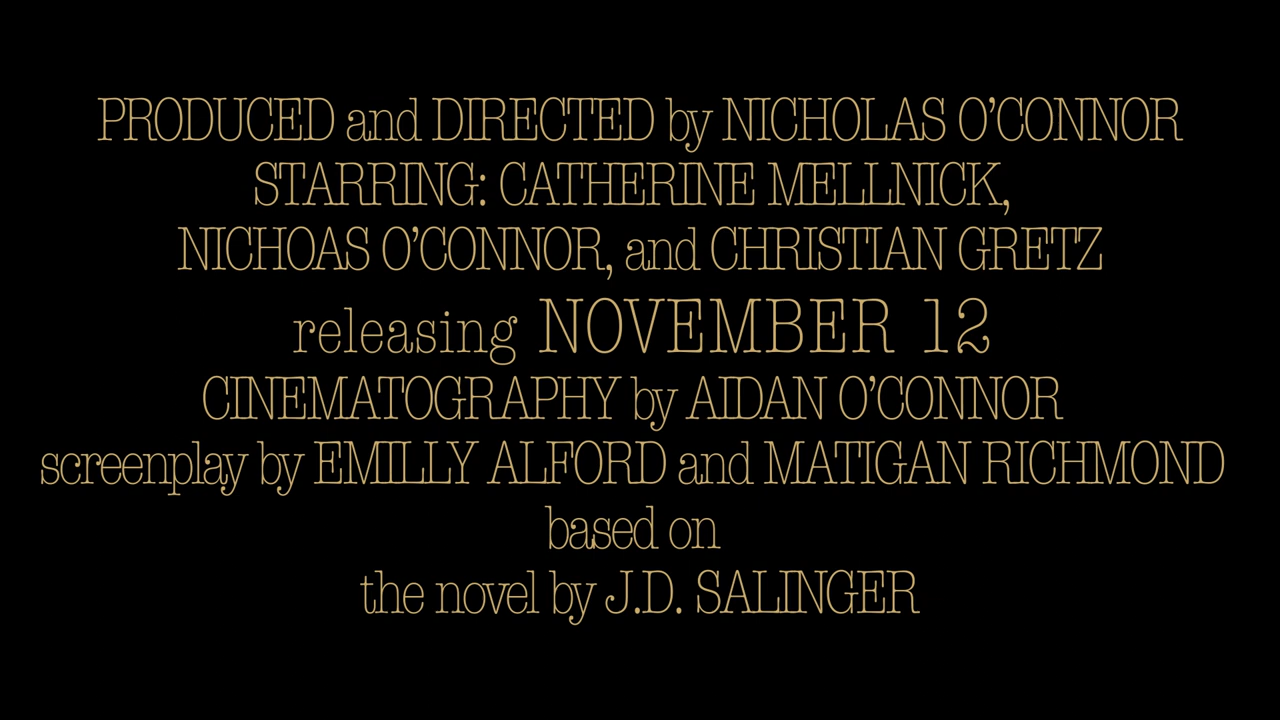 PRODUCED and DIRECTED by NICHOLAS O’CONNOR
STARRING: CATHERINE MELLNICK,
NICHOAS O’CONNOR, and CHRISTIAN GRETZ
releasing NOVEMBER 12
CINEMATOGRAPHY by AIDAN O’CONNOR
screenplay by EMILLY ALFORD and MATIGAN RICHMOND
based on
the novel by J.D. SALINGER